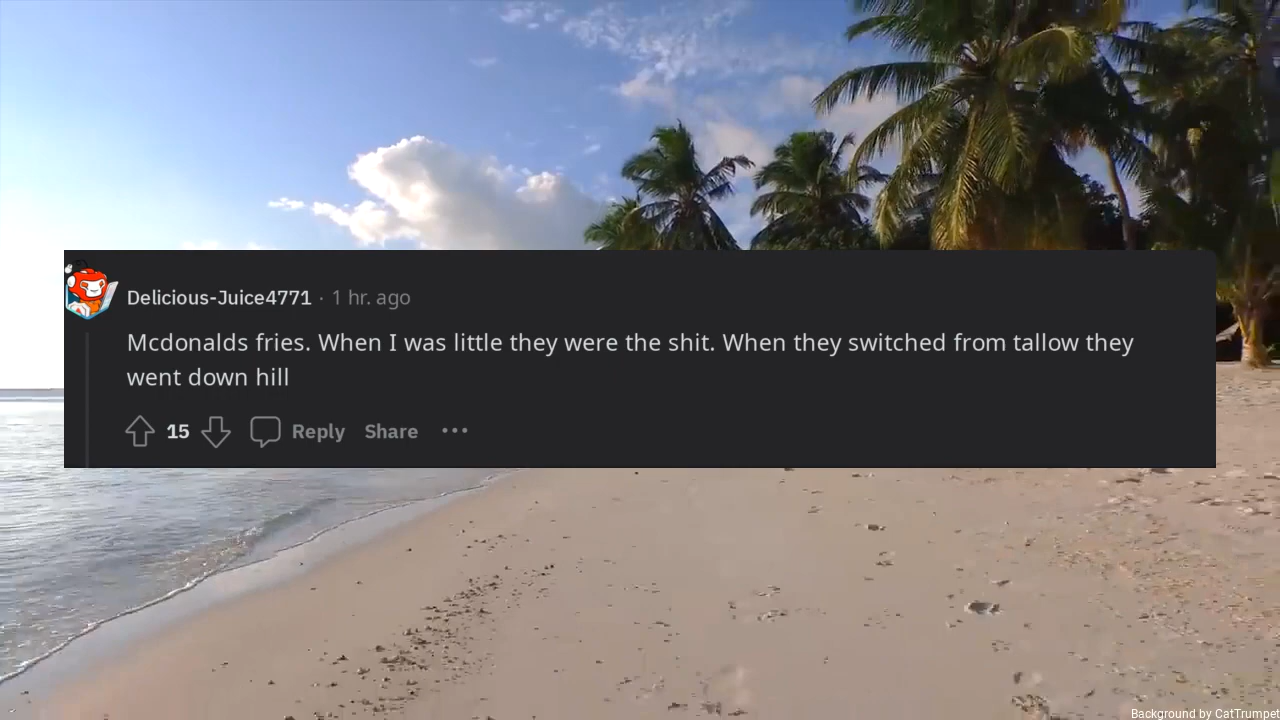 Delicious-Juice4771 · 1 hr. ago
Mcdonalds fries. When I was little they were the shit. When they switched from tallow they
went down hill
15 Reply Share ···
Background by CatTrumpet